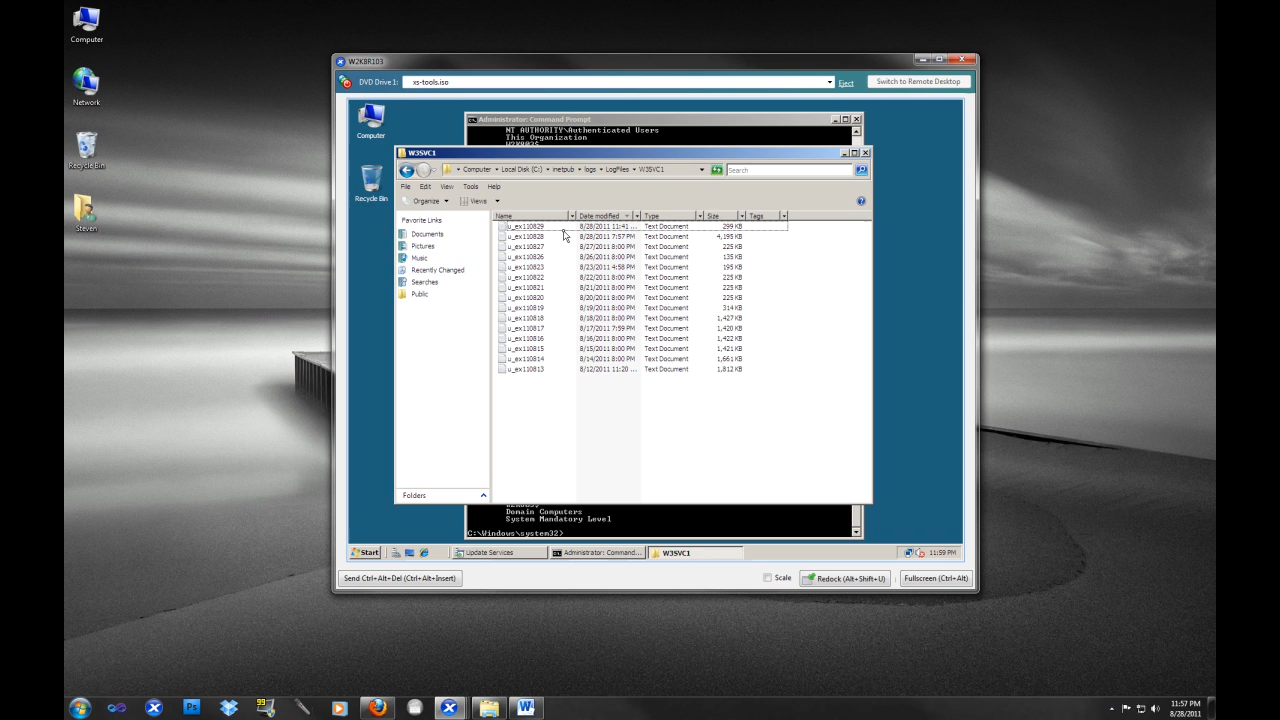 Computer
Network
Recycle Bin
Steven
W2K8R103
DVD Drive 1: xs-tools.iso Eject Switch to Remote Desktop
Computer
Recycle Bin
Administrator: Command Prompt
NT AUTHORITY\Authenticated Users
This Organization
W2K803$
W3SVC1
Computer Local Disk (C:) inetpub logs LogFiles W3SVC1 Search
File Edit View Tools Help
Organize Views
Favorite Links
Documents
Pictures
Music
Recently Changed
Searches
Public
Folders
Name Date modified Type Size Tags
u_ex110829 8/28/2011 11:41 ... Text Document 299 KB
u_ex110828 8/28/2011 7:57 PM Text Document 4,195 KB
u_ex110827 8/27/2011 8:00 PM Text Document 225 KB
u_ex110826 8/26/2011 8:00 PM Text Document 135 KB
u_ex110823 8/23/2011 4:58 PM Text Document 195 KB
u_ex110822 8/22/2011 8:00 PM Text Document 225 KB
u_ex110821 8/21/2011 8:00 PM Text Document 225 KB
u_ex110820 8/20/2011 8:00 PM Text Document 225 KB
u_ex110819 8/19/2011 8:00 PM Text Document 314 KB
u_ex110818 8/18/2011 8:00 PM Text Document 1,427 KB
u_ex110817 8/17/2011 7:59 PM Text Document 1,420 KB
u_ex110816 8/16/2011 8:00 PM Text Document 1,422 KB
u_ex110815 8/15/2011 8:00 PM Text Document 1,421 KB
u_ex110814 8/14/2011 8:00 PM Text Document 1,661 KB
u_ex110813 8/12/2011 11:20 ... Text Document 1,812 KB
Domain Computers
System Mandatory Level
C:\Windows\system32>
Start Update Services Administrator: Command... W3SVC1 11:59 PM
Send Ctrl+Alt+Del (Ctrl+Alt+Insert) Scale Redock (Alt+Shift+U) Fullscreen (Ctrl+Alt)
Ps 99 W 11:57 PM
8/28/2011